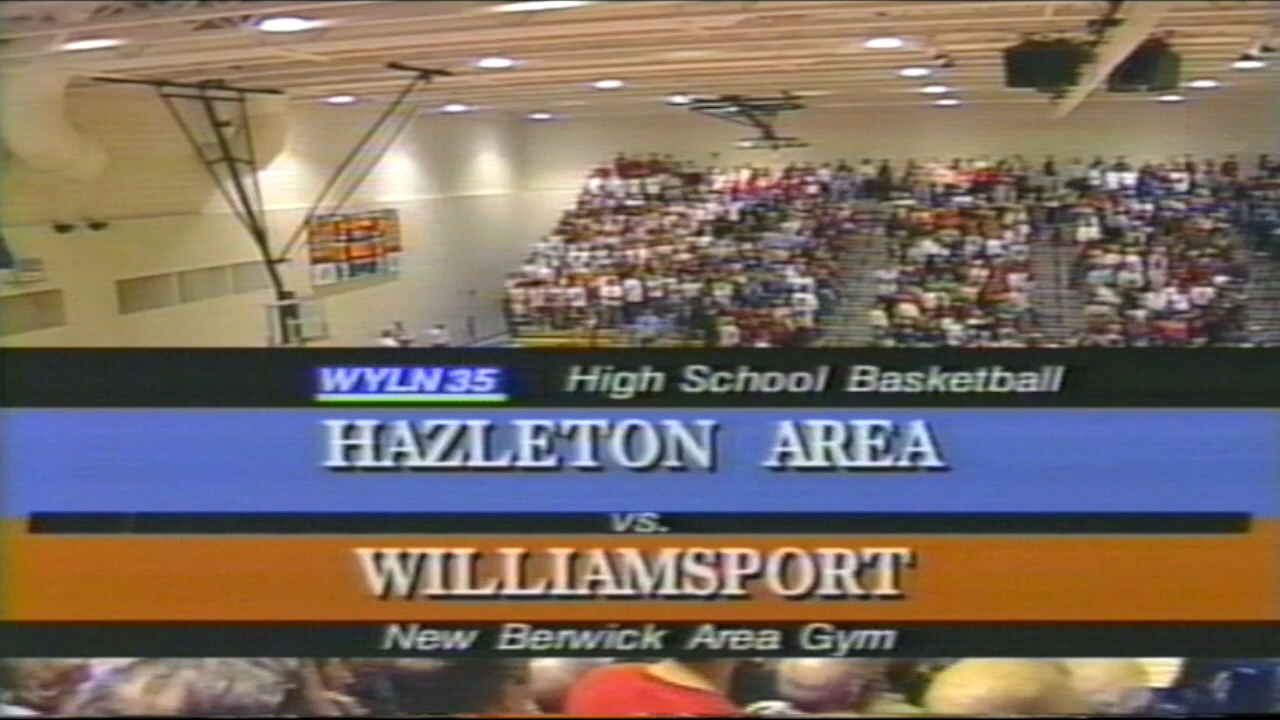 WYLN 35 High School Basketball
HAZLETON AREA
vs.
WILLIAMSPORT
New Berwick Area Gym